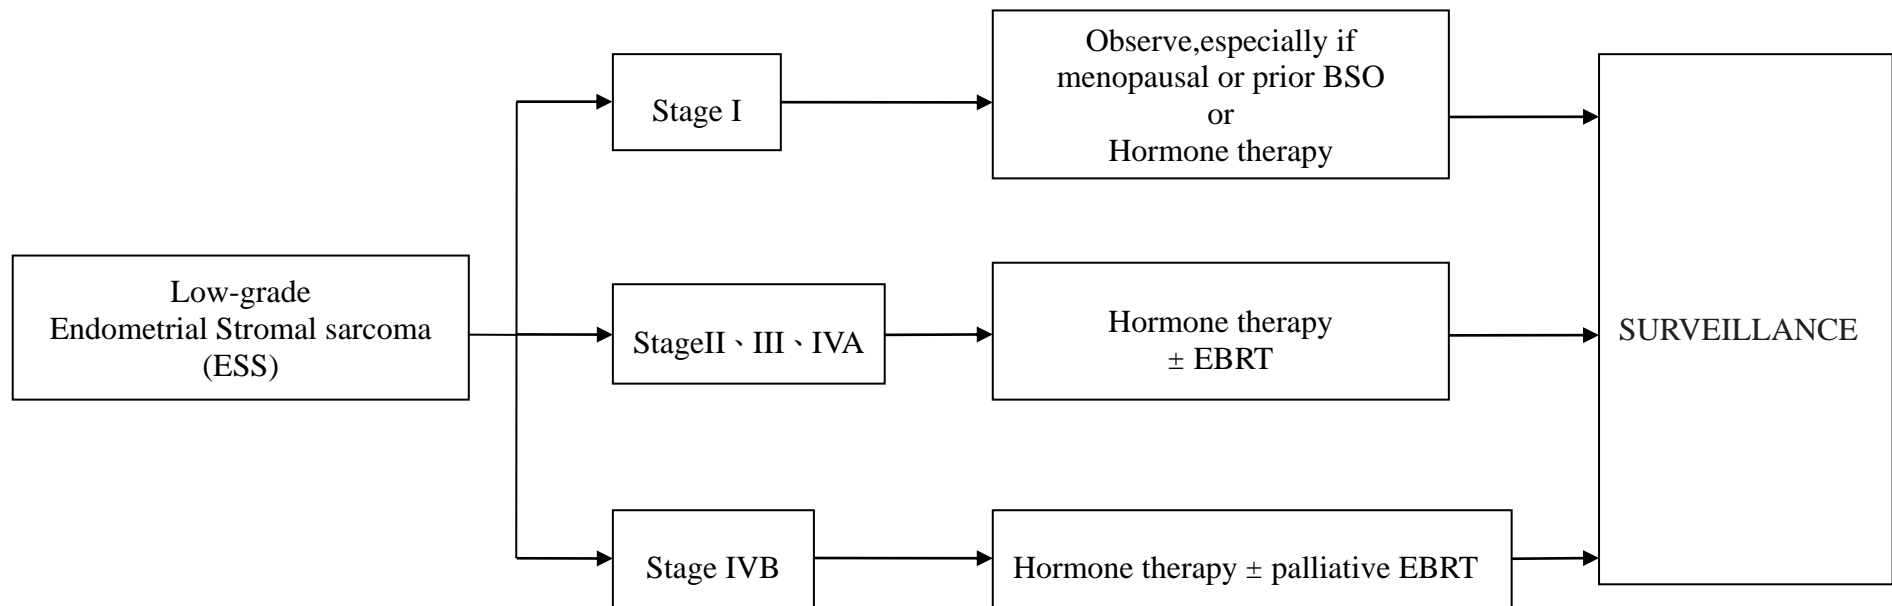 Low-grade
Endometrial Stromal sarcoma
(ESS)
Stage I
Observe,especially if
menopausal or prior BSO
or
Hormone therapy
StageII、III、IVA
Hormone therapy
± EBRT
Stage IVB
Hormone therapy ± palliative EBRT
SURVEILLANCE